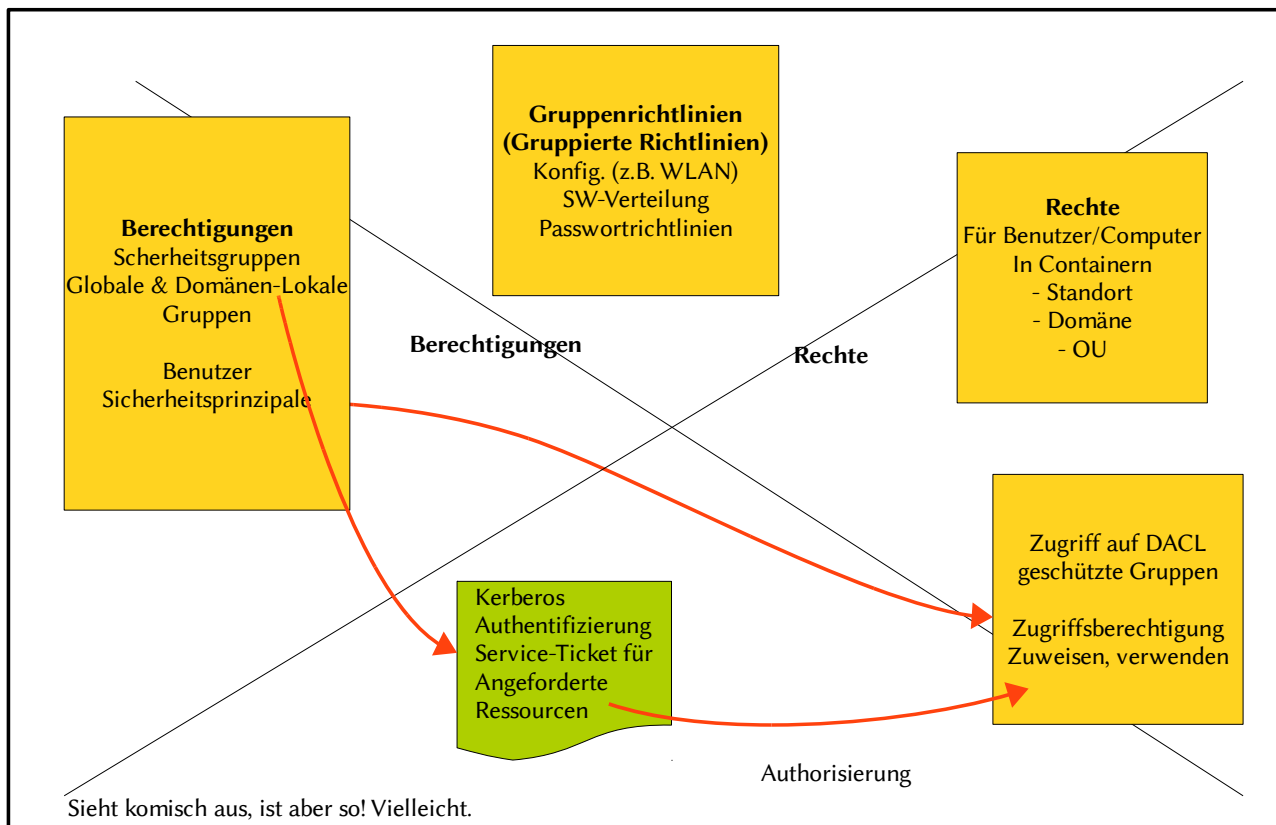 Gruppenrichtlinien
(Gruppierte Richtlinien)
Konfig. (z.B. WLAN)
SW-Verteilung
Passwortrichtlinien
Berechtigungen
Scherheitsgruppen
Globale & Domänen-Lokale
Gruppen
Benutzer
Sicherheitsprinzipale
Rechte
Für Benutzer/Computer
In Containern
- Standort
- Domäne
- OU
Berechtigungen
Rechte
Kerberos
Authentifizierung
Service-Ticket für
Angeforderte
Ressourcen
Zugriff auf DACL
geschützte Gruppen
Zugriffsberechtigung
Zuweisen, verwenden
Authorisierung
Sieht komisch aus, ist aber so! Vielleicht.